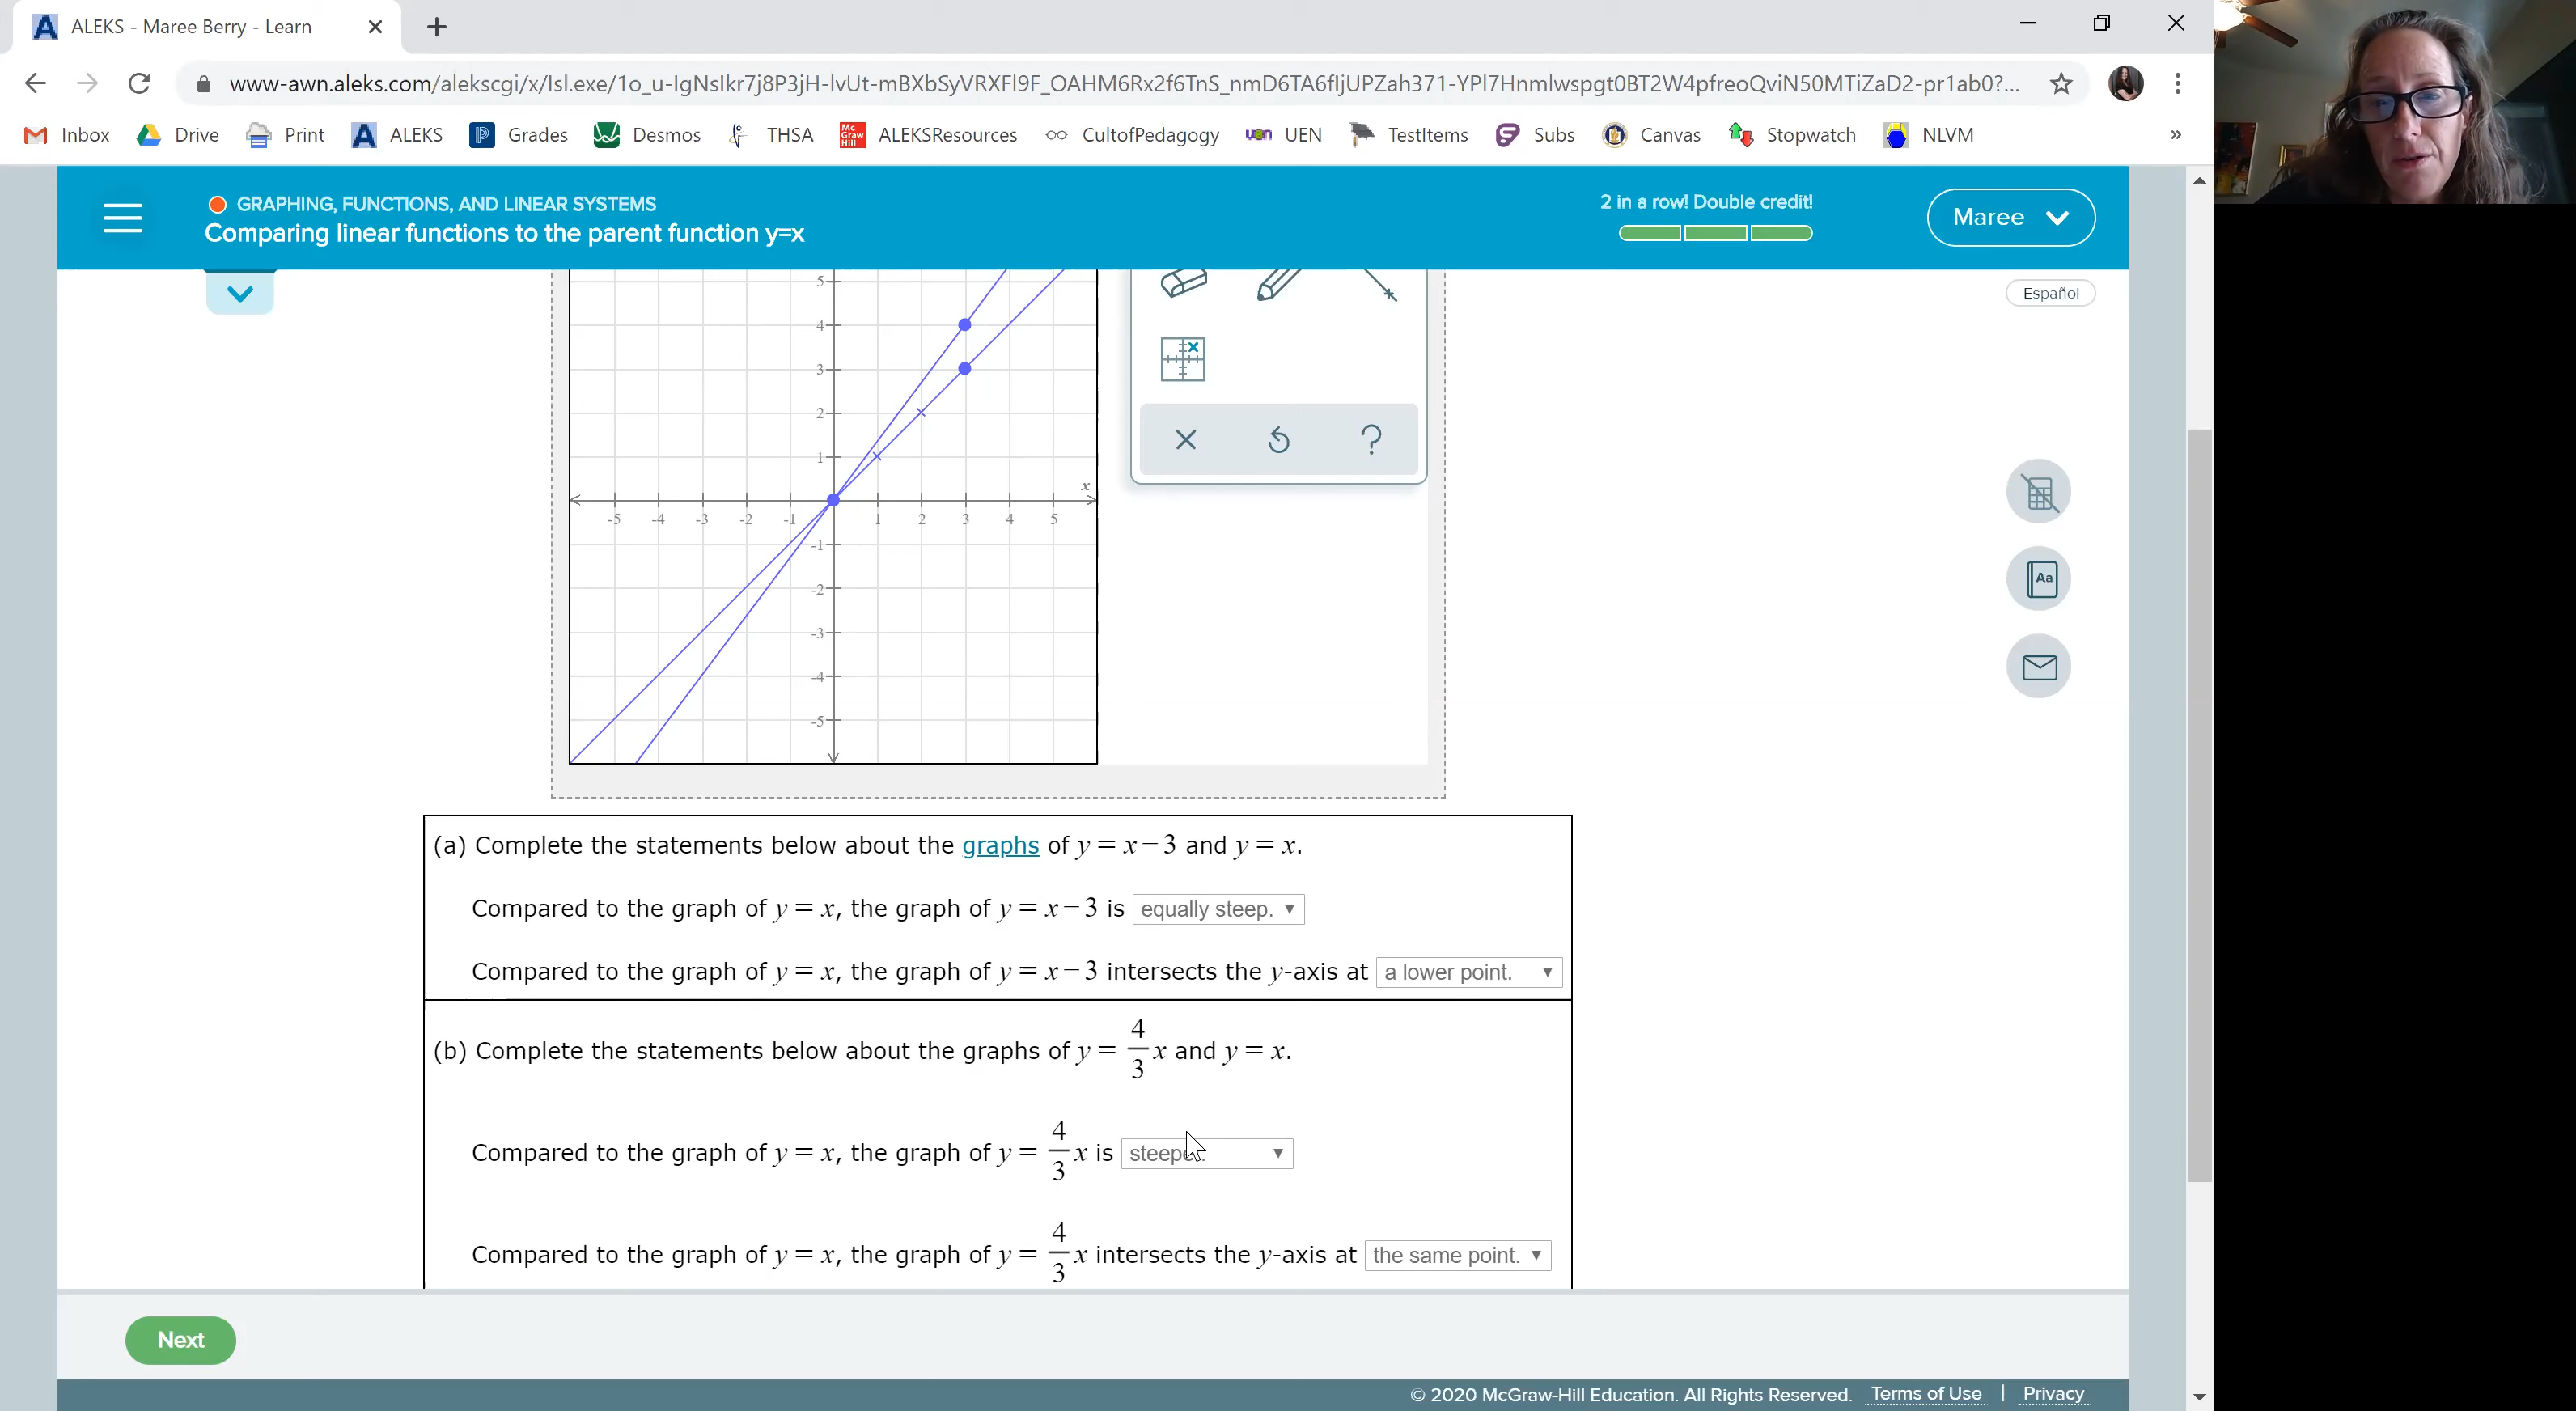 ALEKS - Maree Berry - Learn
www-awn.aleks.com/alekscgi/x/Isl.exe/1o_u-IgNsIkr7j8P3jH-lvUt-mBXbSyVRXFl9F_OAHM6Rx2f6TnS_nmD6TA6fIjUPZah371-YPl7Hnmlwspgt0BT2W4pfreoQviN50MTiZaD2-pr1ab0?...
Inbox Drive Print ALEKS Grades Desmos THSA ALEKSResources CultofPedagogy UEN TestItems Subs Canvas Stopwatch NLVM »
GRAPHING, FUNCTIONS, AND LINEAR SYSTEMS
Comparing linear functions to the parent function y=x
2 in a row! Double credit!
Maree
Español
5
4
3
2
1
x
-5 -4 -3 -2 -1 1 2 3 4 5
-1
-2
-3
-4
-5
?
Aa
(a) Complete the statements below about the graphs of y = x − 3 and y = x.
Compared to the graph of y = x, the graph of y = x − 3 is equally steep.
Compared to the graph of y = x, the graph of y = x − 3 intersects the y-axis at a lower point.
(b) Complete the statements below about the graphs of y = 4/3 x and y = x.
Compared to the graph of y = x, the graph of y = 4/3 x is
Compared to the graph of y = x, the graph of y = 4/3 x intersects the y-axis at the same point.
Next
© 2020 McGraw-Hill Education. All Rights Reserved. Terms of Use | Privacy